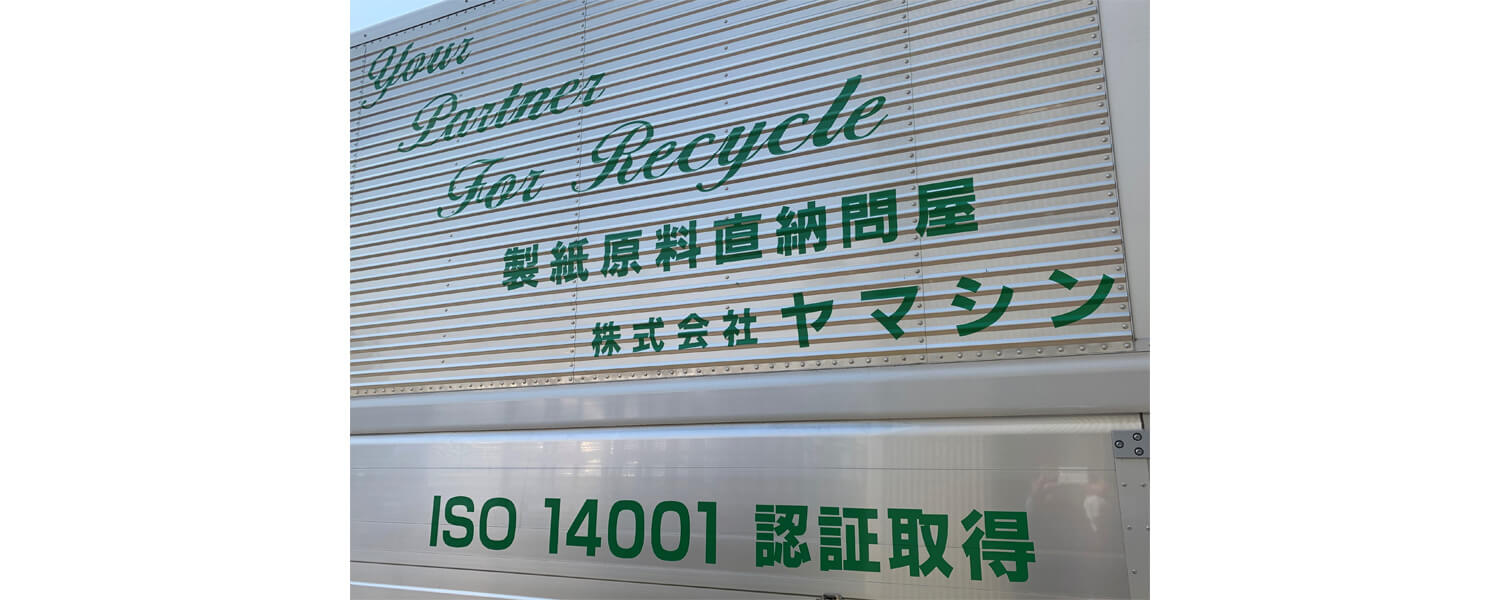 Your
Partner
For Recycle
製紙原料直納問屋
株式会社ヤマシン
ISO 14001 認証取得